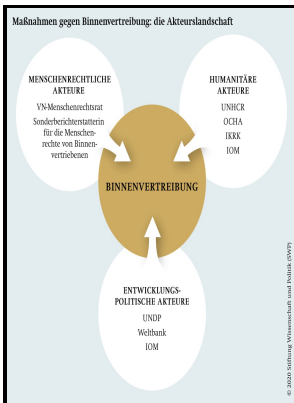 Maßnahmen gegen Binnenvertreibung: die Akteurslandschaft
MENSCHENRECHTLICHE
AKTEURE
VN-Menschenrechtsrat
Sonderberichterstatterin
für die Menschen-
rechte von Binnen-
vertriebenen
HUMANITÄRE
AKTEURE
UNHCR
OCHA
IKRK
IOM
BINNENVERTREIBUNG
ENTWICKLUNGS-
POLITISCHE AKTEURE
UNDP
Weltbank
IOM
© 2020 Stiftung Wissenschaft und Politik (SWP)